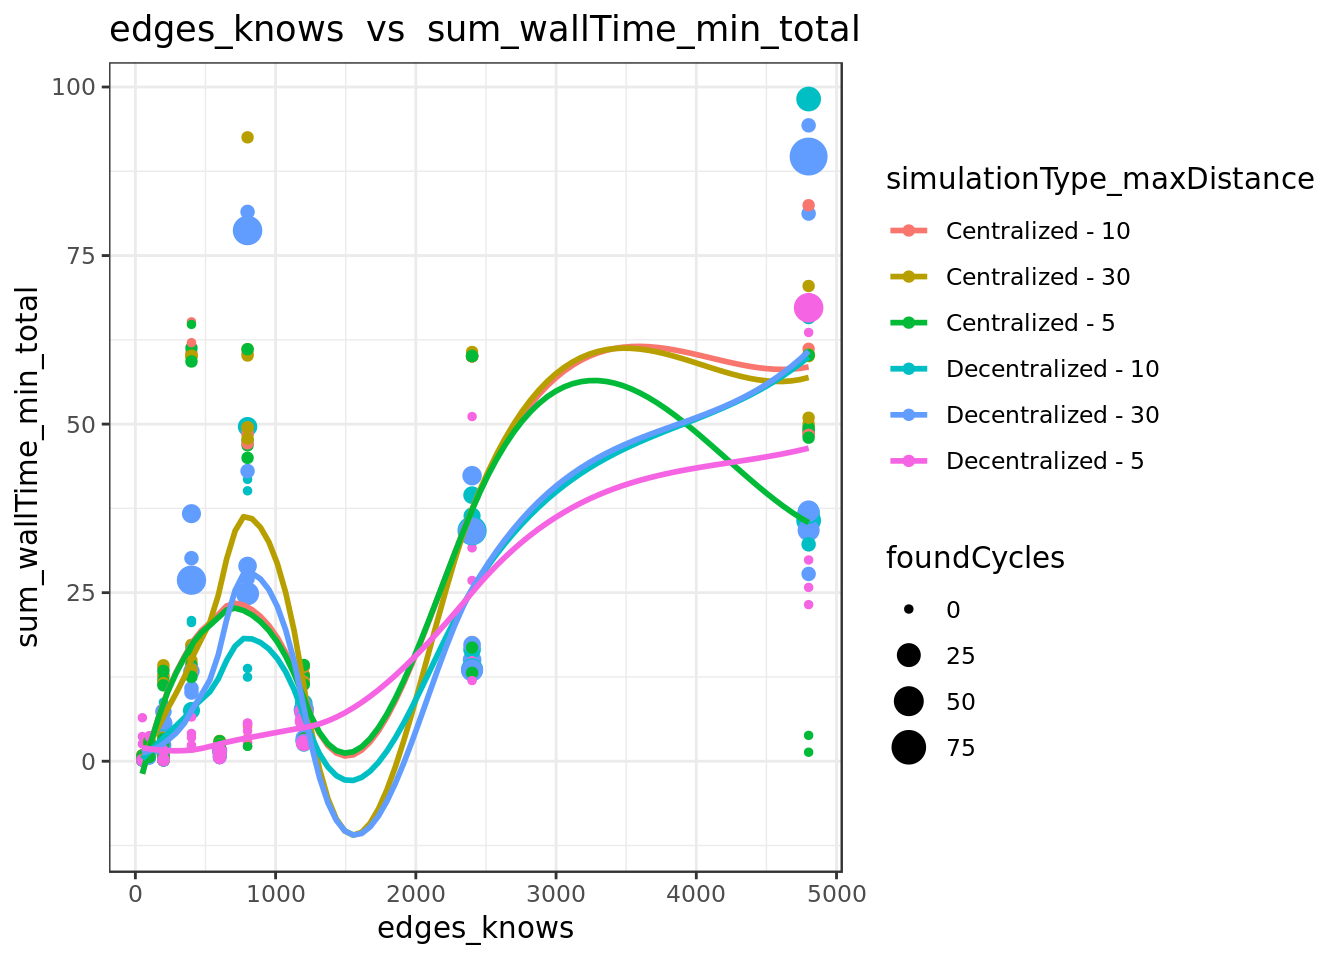 edges_knows vs sum_wallTime_min_total
sum_wallTime_min_total
100
75
50
25
0
0 1000 2000 3000 4000 5000
edges_knows
simulationType_maxDistance
Centralized - 10
Centralized - 30
Centralized - 5
Decentralized - 10
Decentralized - 30
Decentralized - 5
foundCycles
0
25
50
75